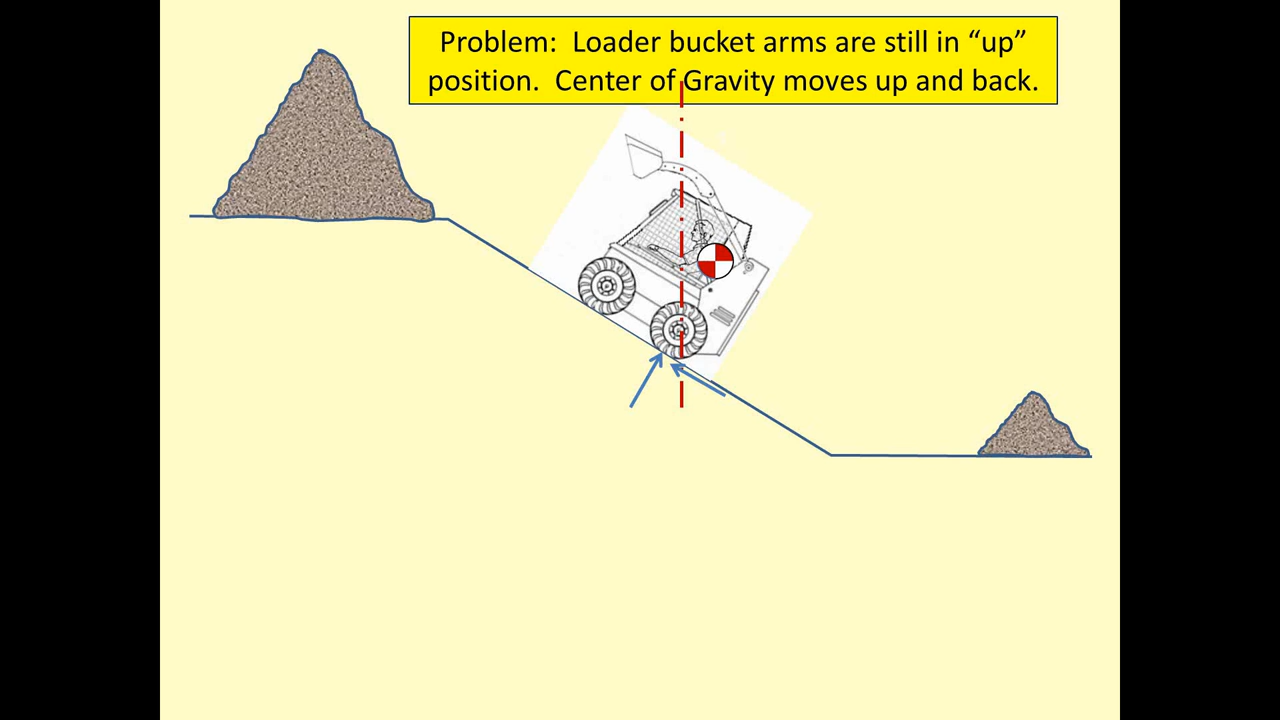 Problem:  Loader bucket arms are still in “up”
position.  Center of Gravity moves up and back.